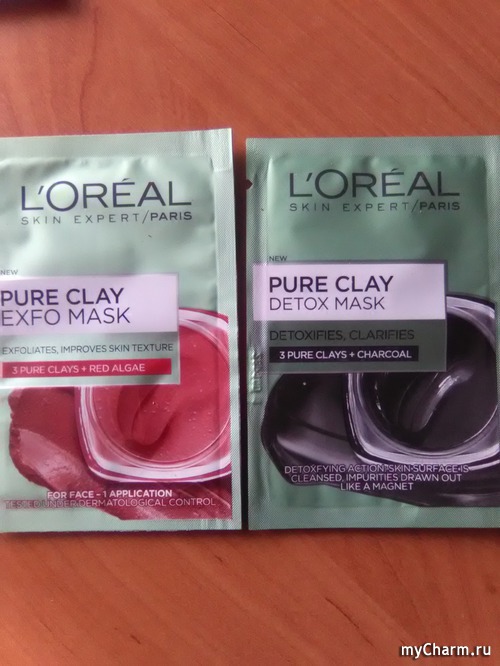 L'ORÉAL
SKIN EXPERT/PARIS
NEW
PURE CLAY
EXFO MASK
EXFOLIATES, IMPROVES SKIN TEXTURE
3 PURE CLAYS + RED ALGAE
FOR FACE - 1 APPLICATION
UNDER DERMATOLOGICAL CONTROL
L'ORÉAL
SKIN EXPERT/PARIS
NEW
PURE CLAY
DETOX MASK
DETOXIFIES, CLARIFIES
3 PURE CLAYS + CHARCOAL
DETOXFYING ACTION: SKIN SURFACE IS
CLEANSED, IMPURITIES DRAWN OUT
LIKE A MAGNET
myCharm.ru